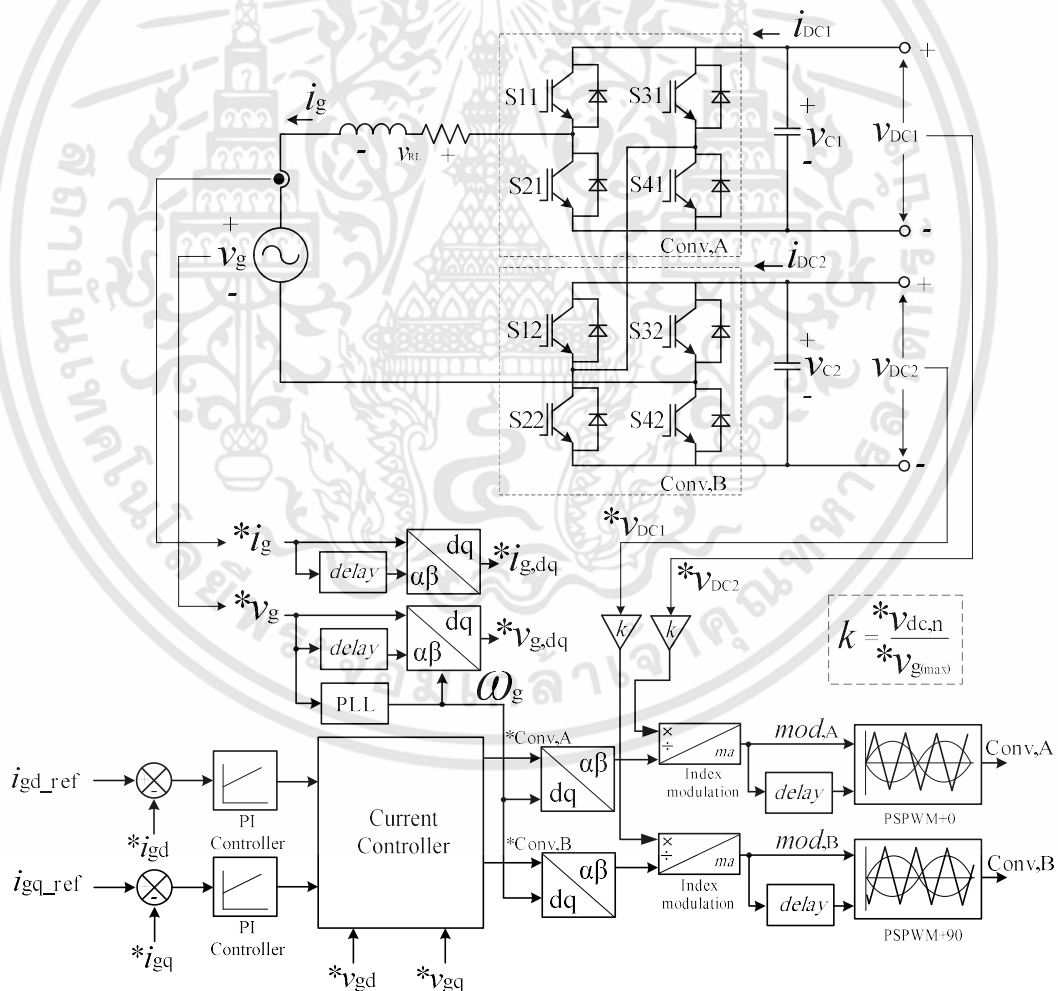 i_DC1
+
i_g
S11
S31
+
v_C1
-
v_DC1
-
v_RL
+
S21
S41
Conv,A
-
+
v_g
-
i_DC2
+
S12
S32
+
v_C2
-
v_DC2
S22
S42
Conv,B
-
*v_DC1
*v_DC2
*i_g
delay
dq
αβ
*i_g,dq
*v_g
delay
dq
αβ
*v_g,dq
PLL
ω_g
k
k
k = *v_dc,n / *v_g(max)
i_gd_ref
*i_gd
PI
Controller
i_gq_ref
*i_gq
PI
Controller
Current
Controller
*v_gd
*v_gq
*Conv,A
αβ
dq
*Conv,B
αβ
dq
×
÷
ma
Index
modulation
mod,A
delay
PSPWM+0
Conv,A
×
÷
ma
Index
modulation
mod,B
delay
PSPWM+90
Conv,B